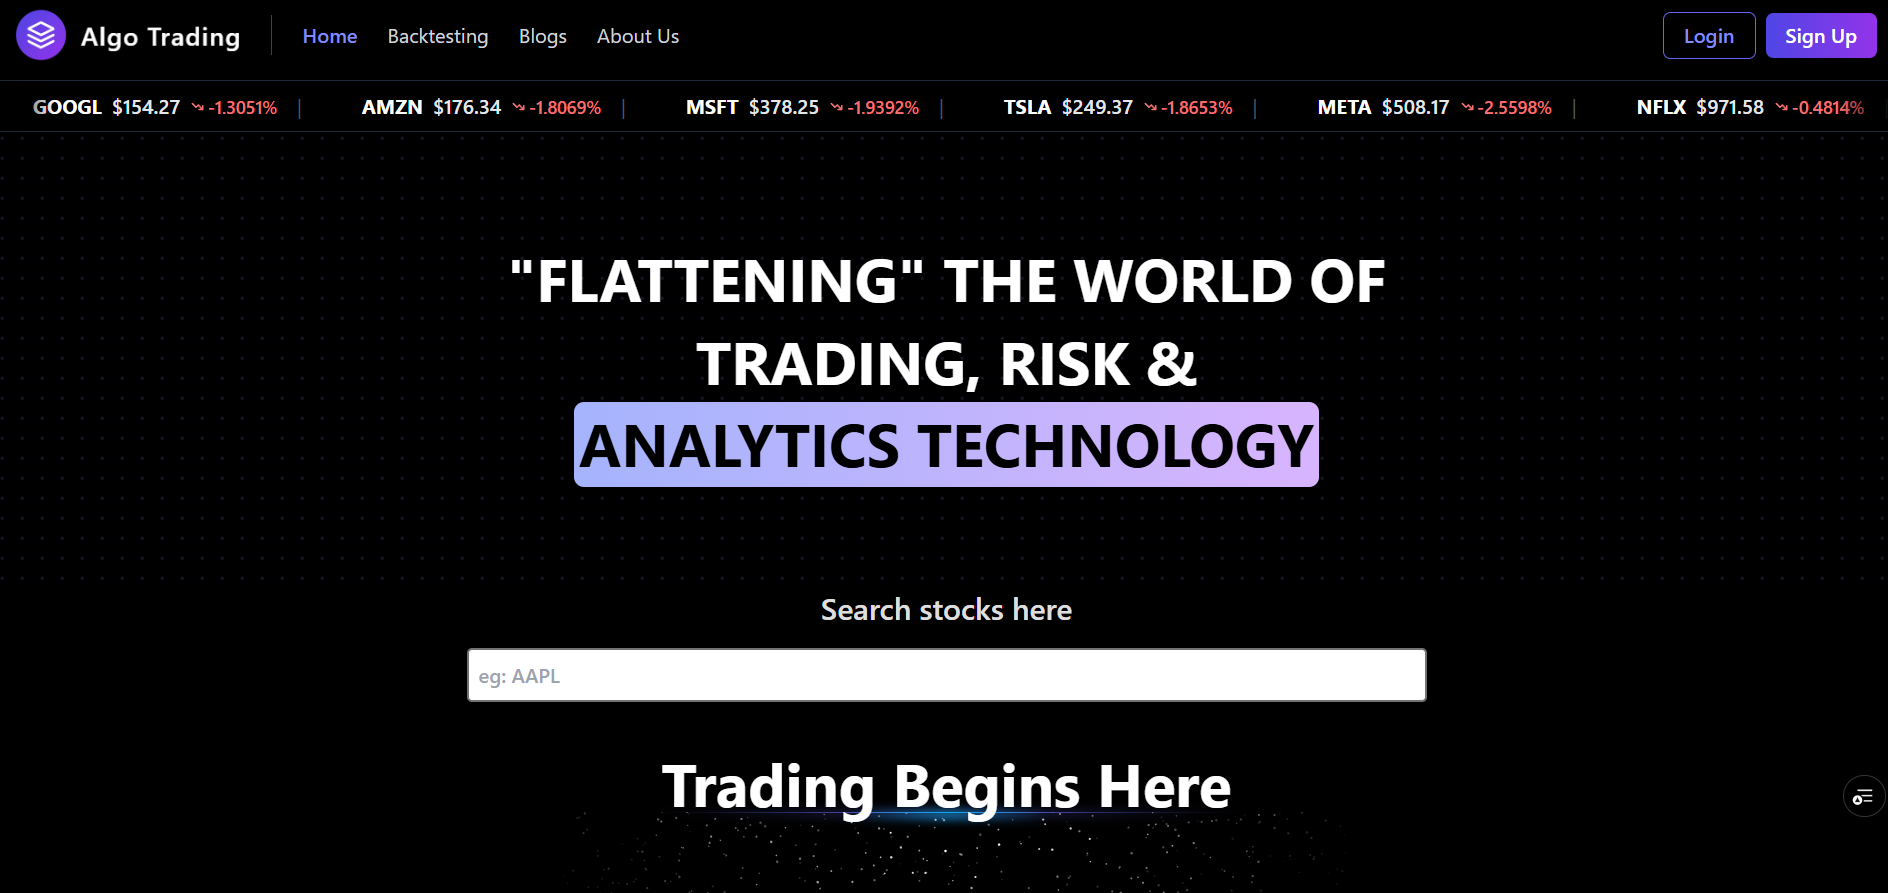 Algo Trading Home Backtesting Blogs About Us Login Sign Up
GOOGL $154.27 -1.3051% | AMZN $176.34 -1.8069% | MSFT $378.25 -1.9392% | TSLA $249.37 -1.8653% | META $508.17 -2.5598% | NFLX $971.58 -0.4814%
"FLATTENING" THE WORLD OF
TRADING, RISK &
ANALYTICS TECHNOLOGY
Search stocks here
eg: AAPL
Trading Begins Here